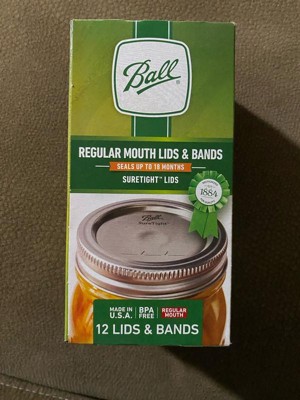 Ball
REGULAR MOUTH LIDS & BANDS
SEALS UP TO 18 MONTHS
SURETIGHT™ LIDS
1884
Ball
SureTight
MADE IN
U.S.A.
BPA
FREE
REGULAR
MOUTH
12 LIDS & BANDS